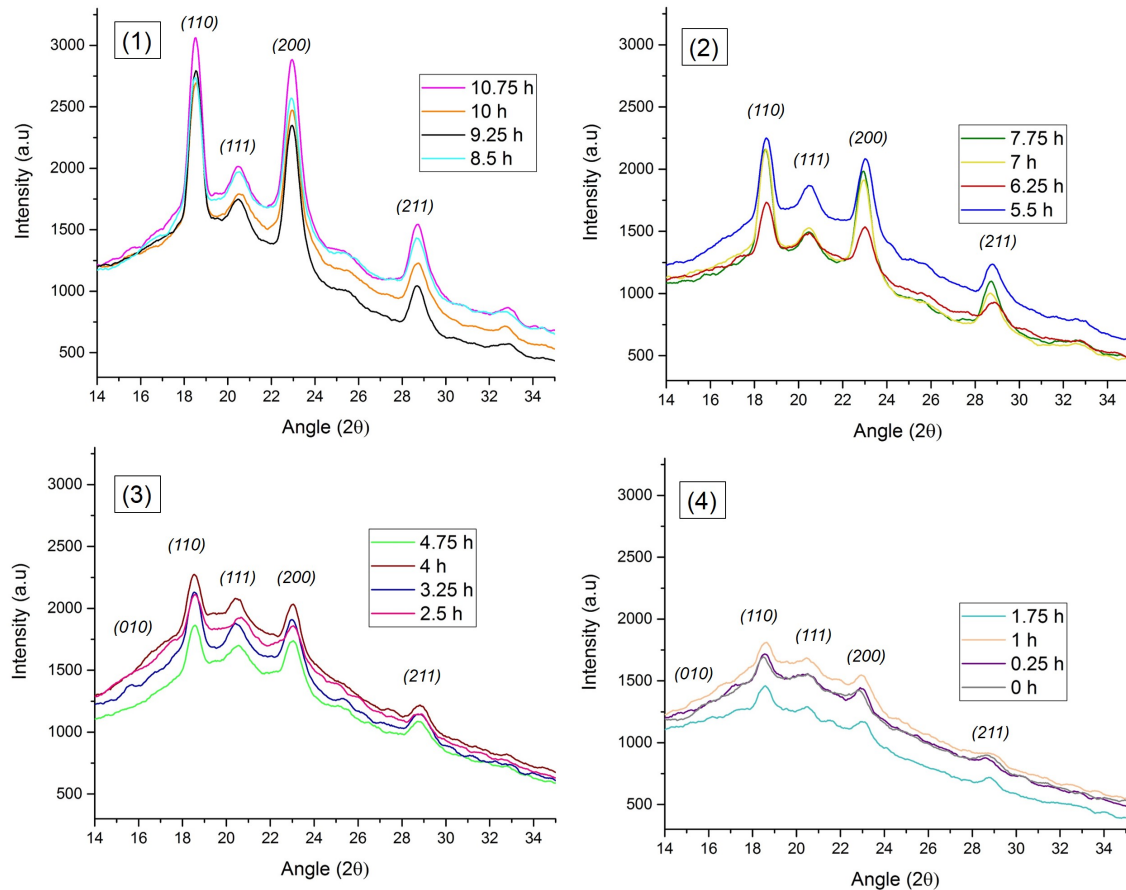 (1)
(110)
(200)
(111)
(211)
10.75 h
10 h
9.25 h
8.5 h
Intensity (a.u)
3000
2500
2000
1500
1000
500
14 16 18 20 22 24 26 28 30 32 34
Angle (2θ)
(2)
(110)
(111)
(200)
(211)
7.75 h
7 h
6.25 h
5.5 h
Intensity (a.u)
3000
2500
2000
1500
1000
500
14 16 18 20 22 24 26 28 30 32 34
Angle (2θ)
(3)
(010)
(110)
(111)
(200)
(211)
4.75 h
4 h
3.25 h
2.5 h
Intensity (a.u)
3000
2500
2000
1500
1000
500
14 16 18 20 22 24 26 28 30 32 34
Angle (2θ)
(4)
(010)
(110)
(111)
(200)
(211)
1.75 h
1 h
0.25 h
0 h
Intensity (a.u)
3000
2500
2000
1500
1000
500
14 16 18 20 22 24 26 28 30 32 34
Angle (2θ)